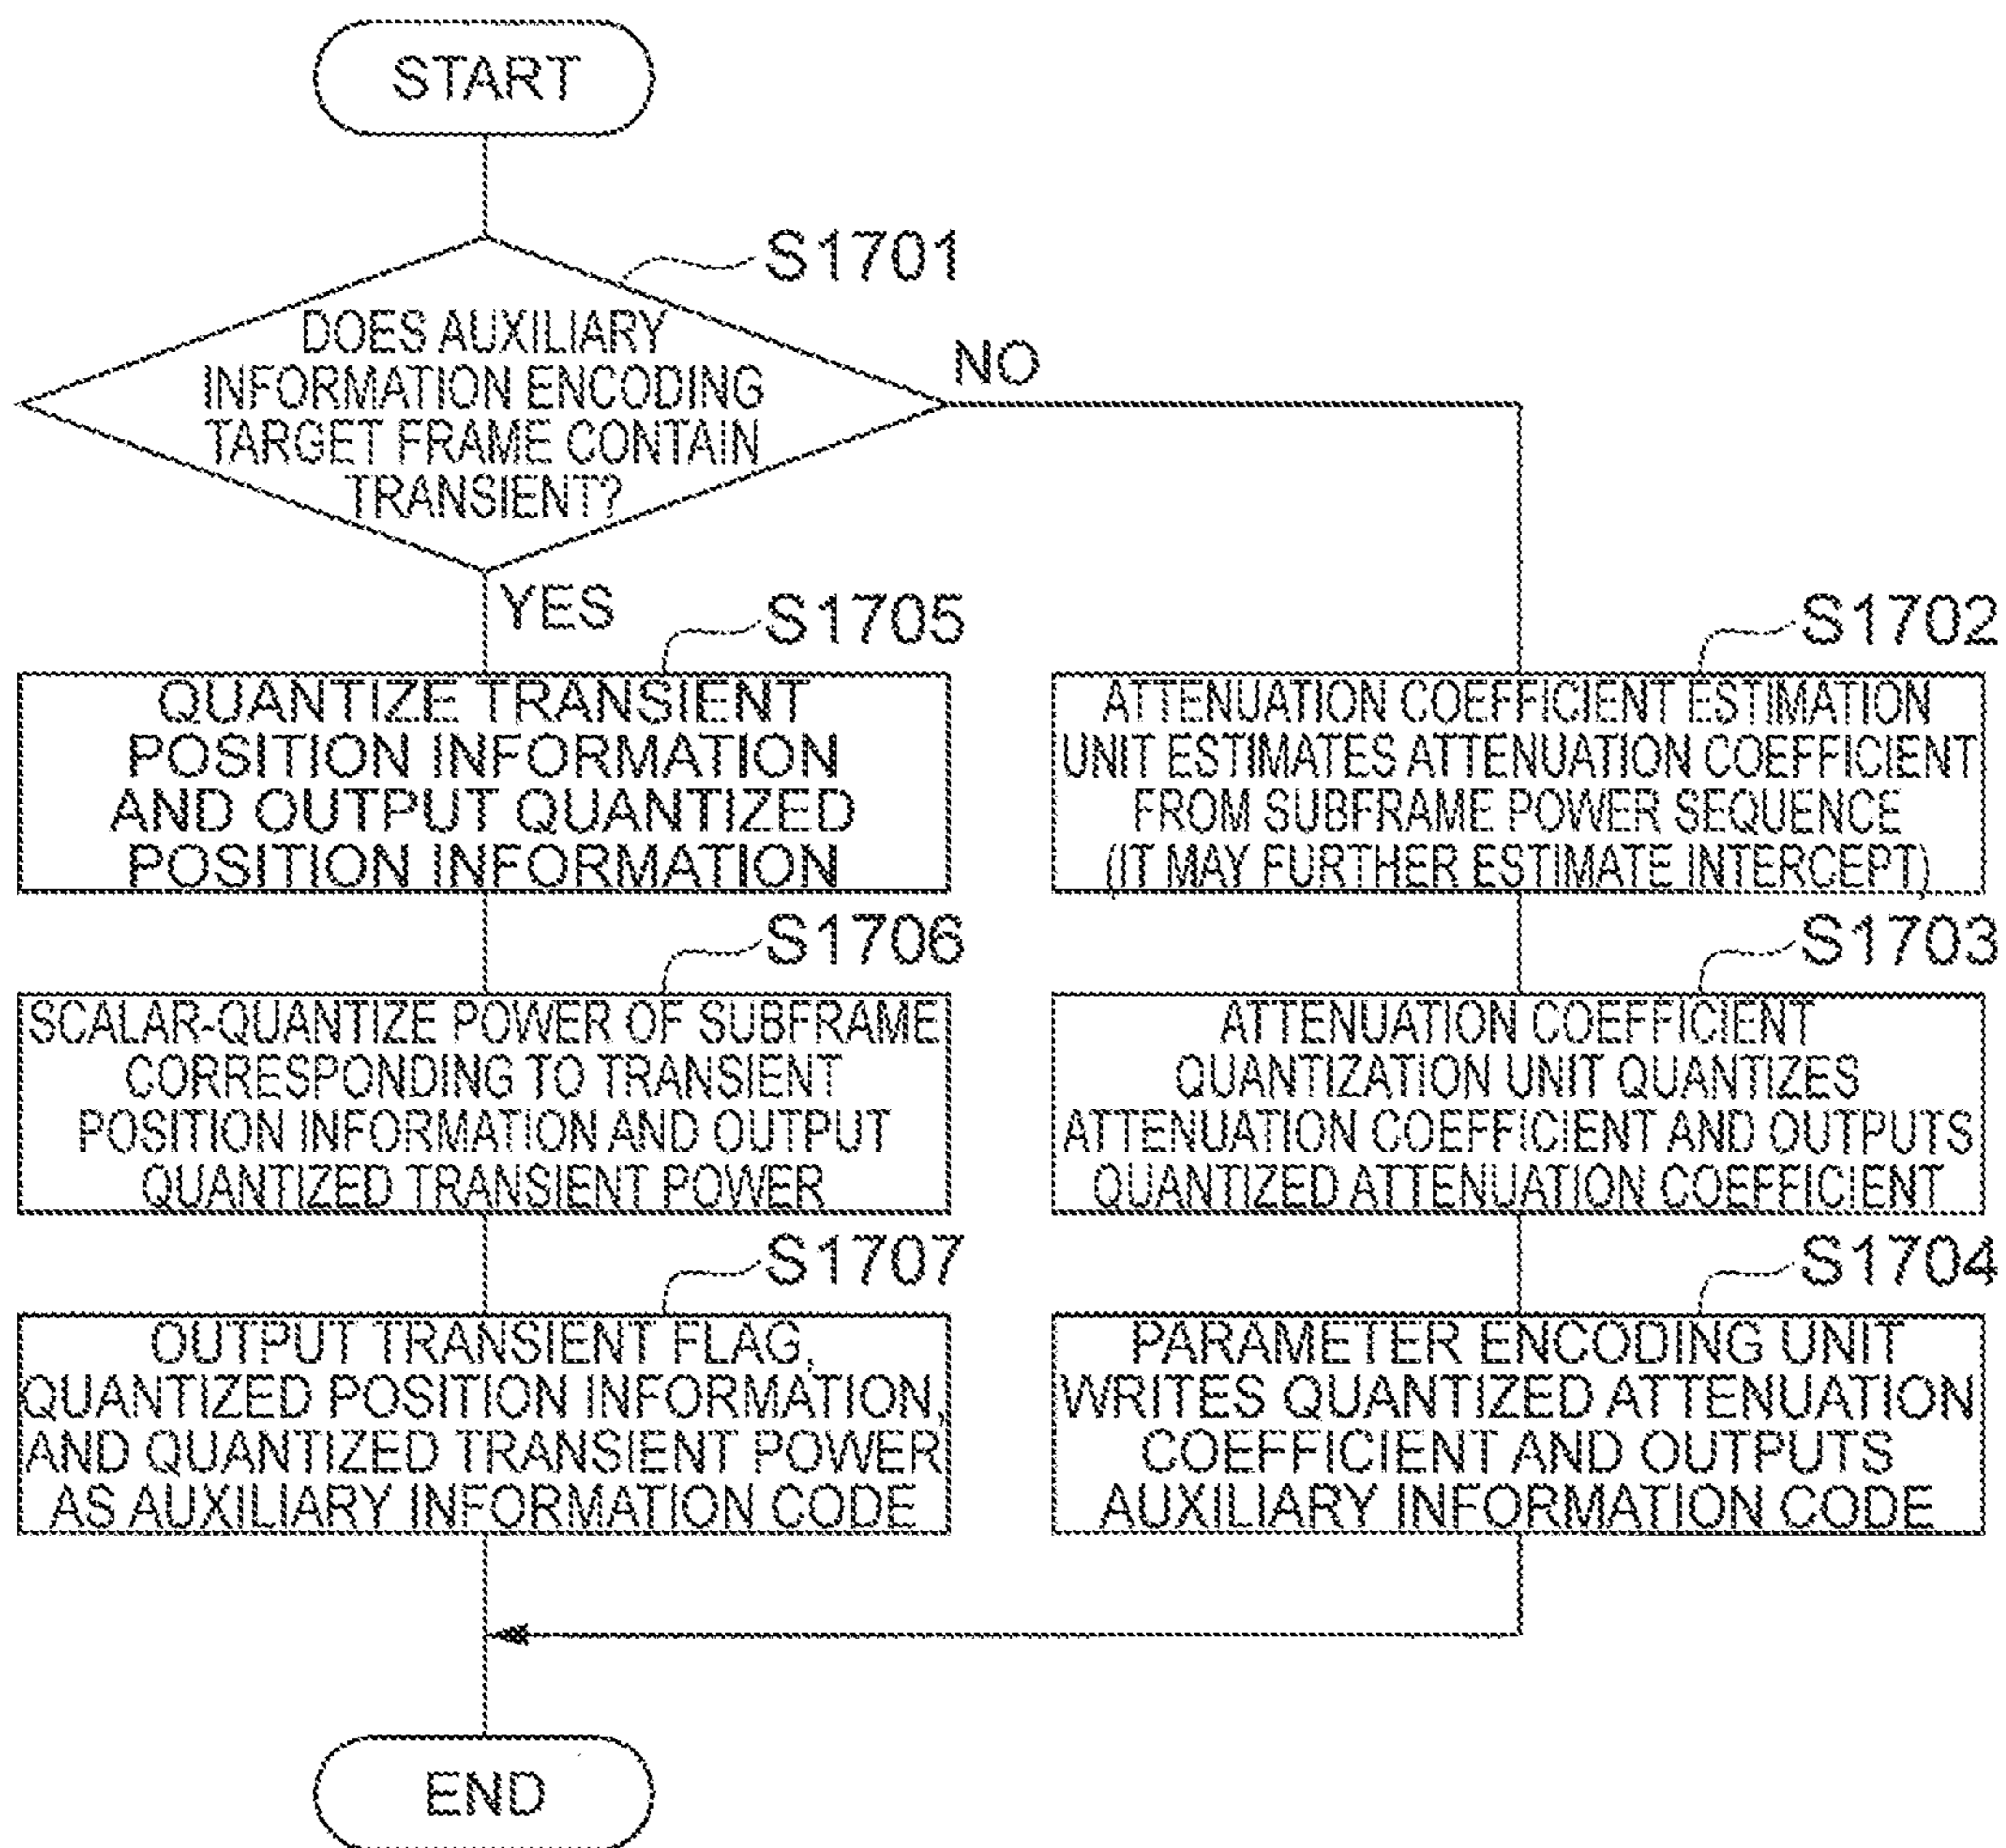 START
S1701
DOES AUXILIARY
INFORMATION ENCODING
TARGET FRAME CONTAIN
TRANSIENT?
NO
YES
S1705
QUANTIZE TRANSIENT
POSITION INFORMATION
AND OUTPUT QUANTIZED
POSITION INFORMATION
S1706
SCALAR-QUANTIZE POWER OF SUBFRAME
CORRESPONDING TO TRANSIENT
POSITION INFORMATION AND OUTPUT
QUANTIZED TRANSIENT POWER
S1707
OUTPUT TRANSIENT FLAG,
QUANTIZED POSITION INFORMATION,
AND QUANTIZED TRANSIENT POWER
AS AUXILIARY INFORMATION CODE
S1702
ATTENUATION COEFFICIENT ESTIMATION
UNIT ESTIMATES ATTENUATION COEFFICIENT
FROM SUBFRAME POWER SEQUENCE
(IT MAY FURTHER ESTIMATE INTERCEPT)
S1703
ATTENUATION COEFFICIENT
QUANTIZATION UNIT QUANTIZES
ATTENUATION COEFFICIENT AND OUTPUTS
QUANTIZED ATTENUATION COEFFICIENT
S1704
PARAMETER ENCODING UNIT
WRITES QUANTIZED ATTENUATION
COEFFICIENT AND OUTPUTS
AUXILIARY INFORMATION CODE
END